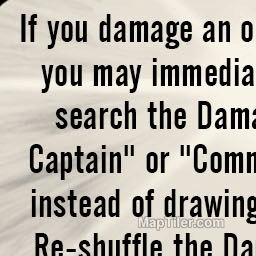 If you damage an o
you may immedia
search the Dama
Captain" or "Comm
instead of drawing
MapTiler.com
Re-shuffle the Da